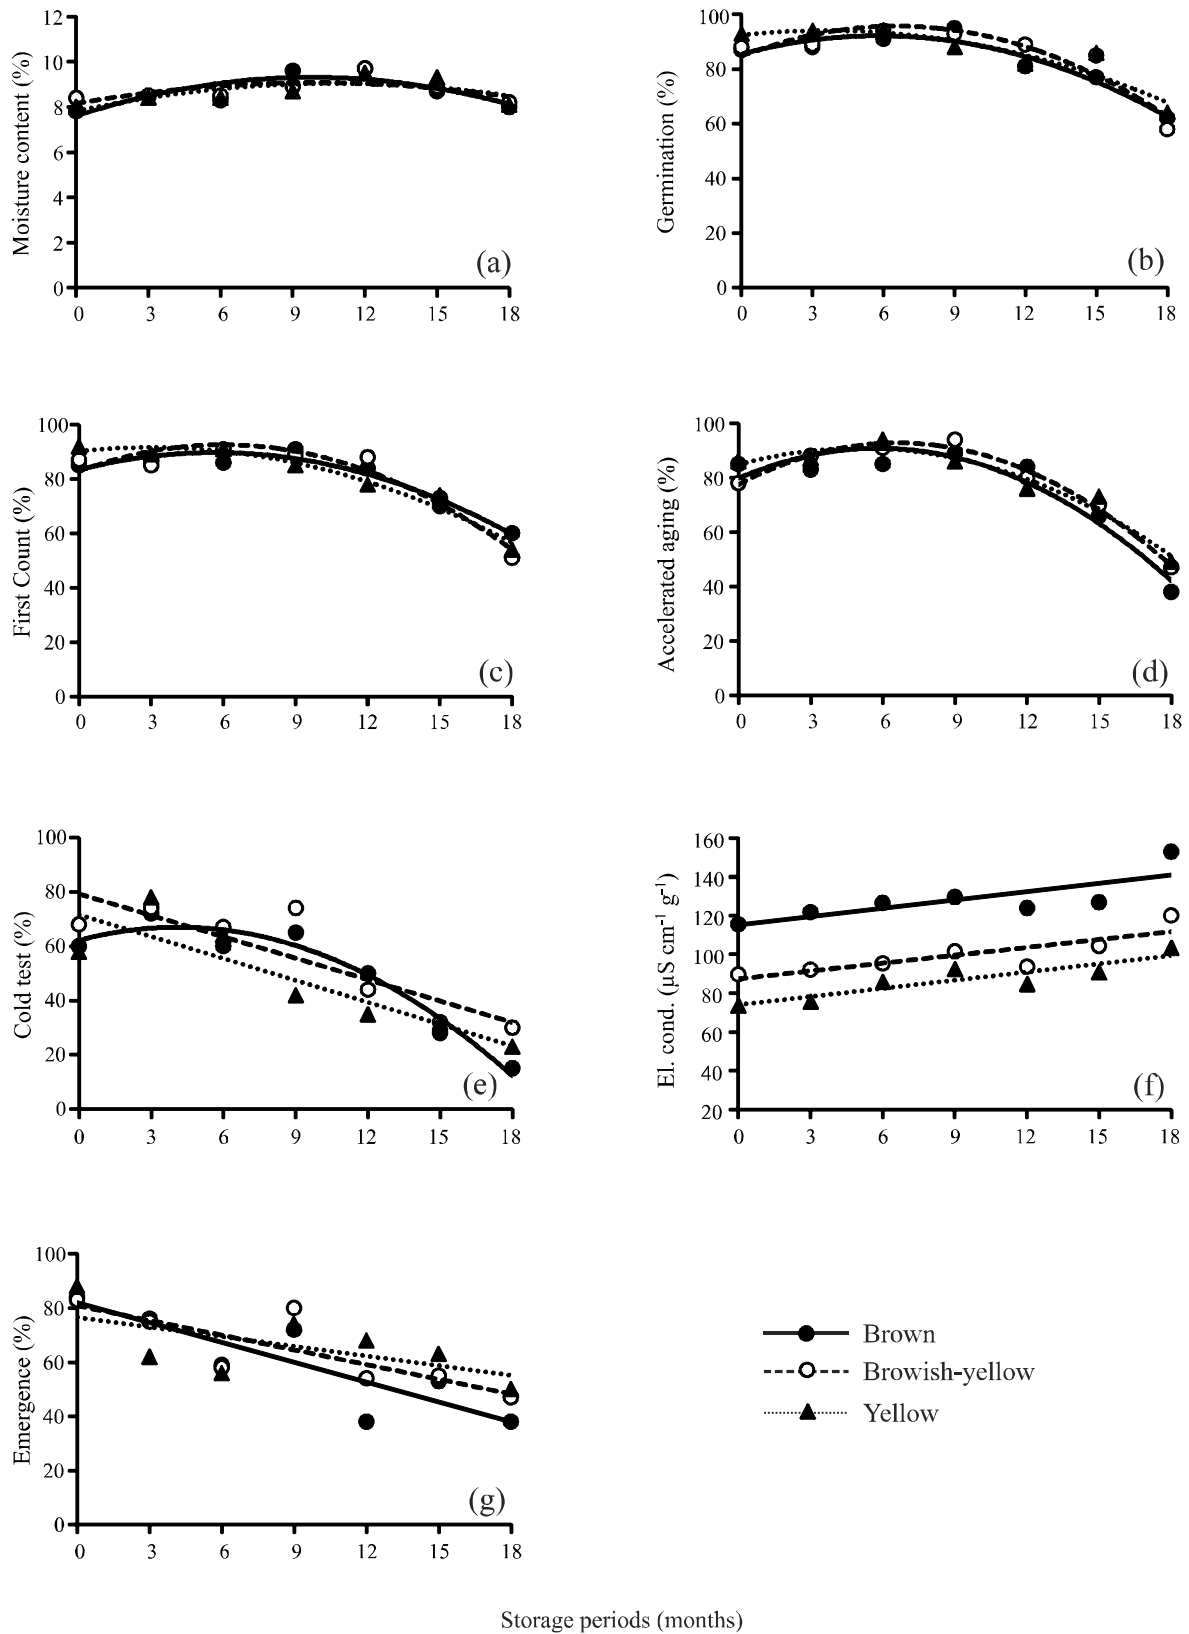 12
10
8
6
4
2
0
Moisture content (%)
(a)
0 3 6 9 12 15 18
100
80
60
40
20
0
Germination (%)
(b)
0 3 6 9 12 15 18
100
80
60
40
20
0
First Count (%)
(c)
0 3 6 9 12 15 18
100
80
60
40
20
0
Accelerated aging (%)
(d)
0 3 6 9 12 15 18
100
80
60
40
20
0
Cold test (%)
(e)
0 3 6 9 12 15 18
160
140
120
100
80
60
40
20
El. cond. (µS cm⁻¹ g⁻¹)
(f)
0 3 6 9 12 15 18
100
80
60
40
20
0
Emergence (%)
(g)
0 3 6 9 12 15 18
Brown
Browish-yellow
Yellow
Storage periods (months)